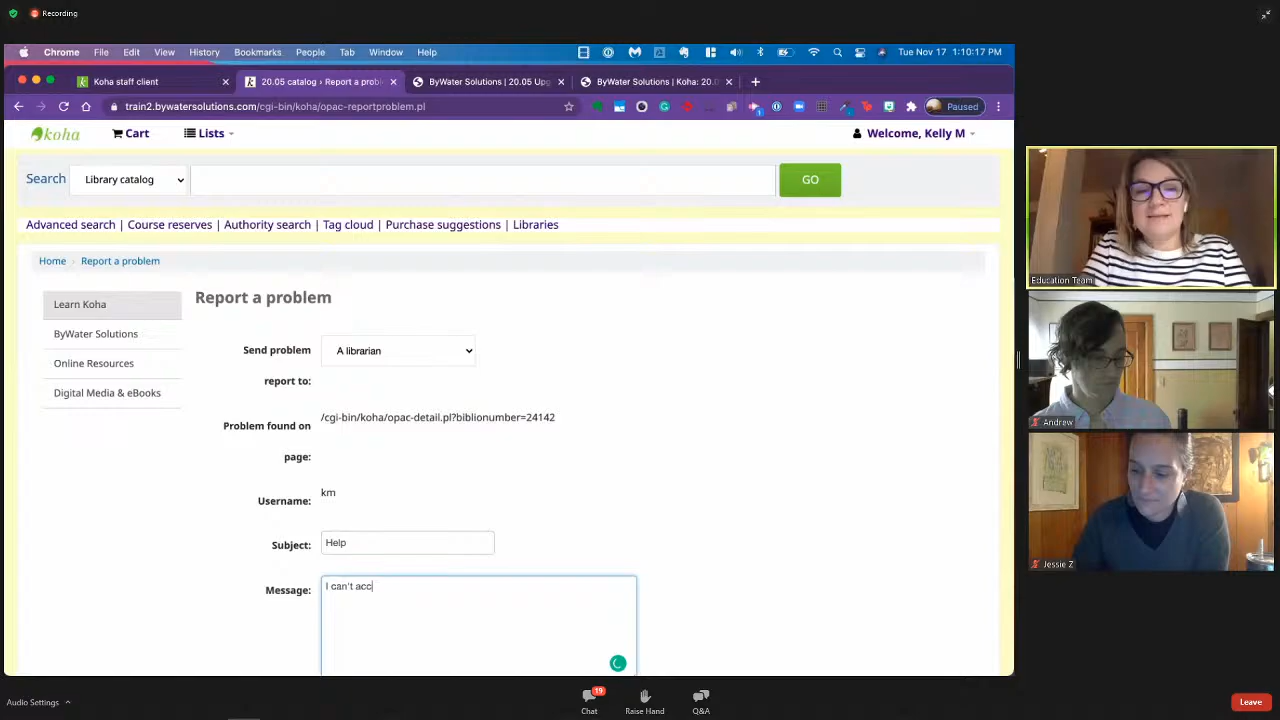 Recording
Chrome File Edit View History Bookmarks People Tab Window Help Tue Nov 17 1:10:17 PM
Koha staff client 20.05 catalog › Report a proble ByWater Solutions | 20.05 Upg ByWater Solutions | Koha: 20.0
train2.bywatersolutions.com/cgi-bin/koha/opac-reportproblem.pl Paused
koha Cart Lists Welcome, Kelly M
Search Library catalog GO
Advanced search | Course reserves | Authority search | Tag cloud | Purchase suggestions | Libraries
Home › Report a problem
Learn Koha
ByWater Solutions
Online Resources
Digital Media & eBooks
Report a problem
Send problem
report to:
A librarian
Problem found on
page:
/cgi-bin/koha/opac-detail.pl?biblionumber=24142
Username: km
Subject: Help
Message: I can't acc
Education Team
Andrew
Jessie Z
Audio Settings
19
Chat Raise Hand Q&A Leave